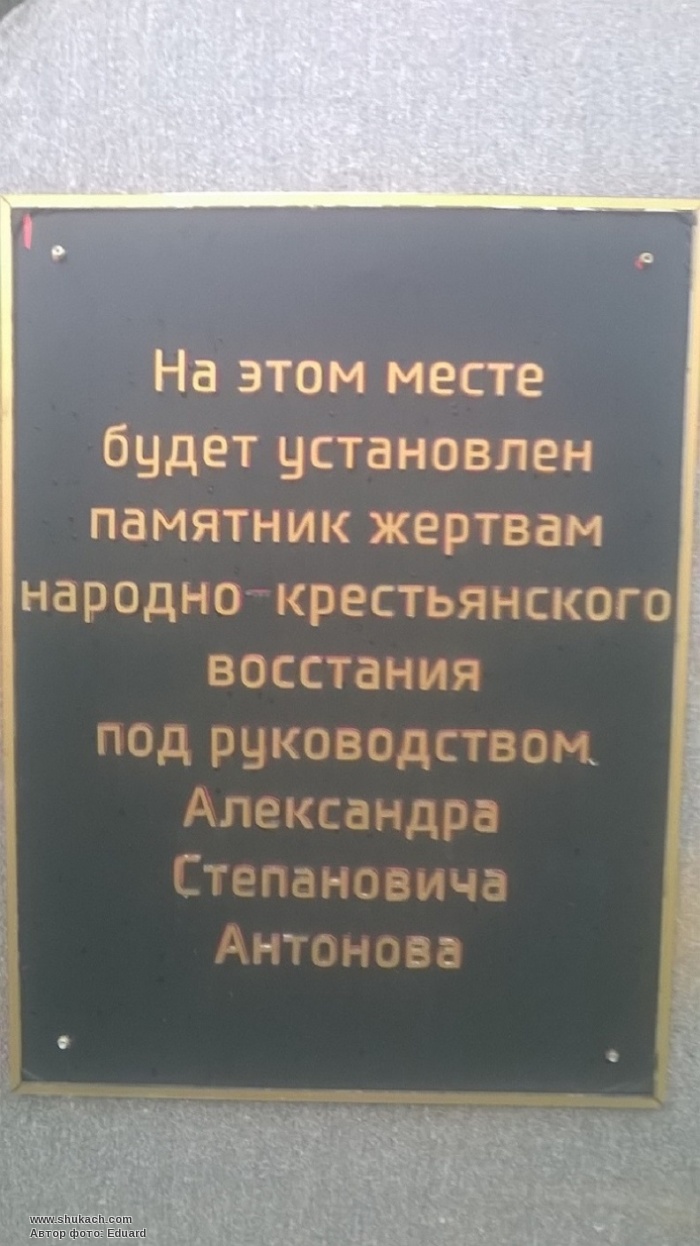 На этом месте
будет установлен
памятник жертвам
народно-крестьянского
восстания
под руководством
Александра
Степановича
Антонова
www.shukach.com
Автор фото: Eduard